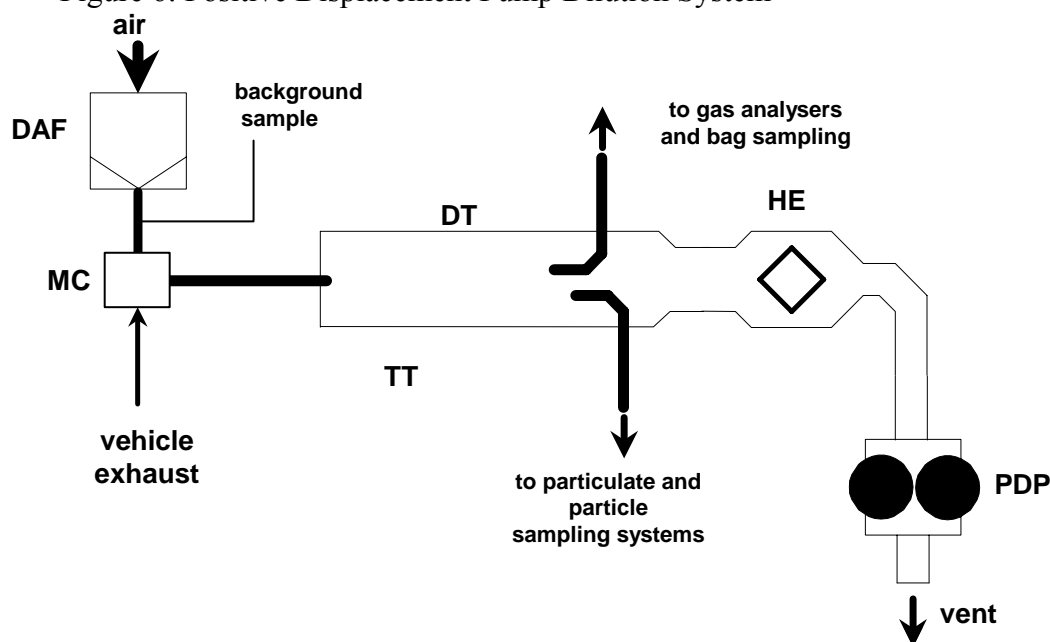 Figure 6: Positive Displacement Pump Dilution System
air
DAF
background
sample
to gas analysers
and bag sampling
DT
HE
MC
TT
vehicle
exhaust
to particulate and
particle
sampling systems
PDP
vent